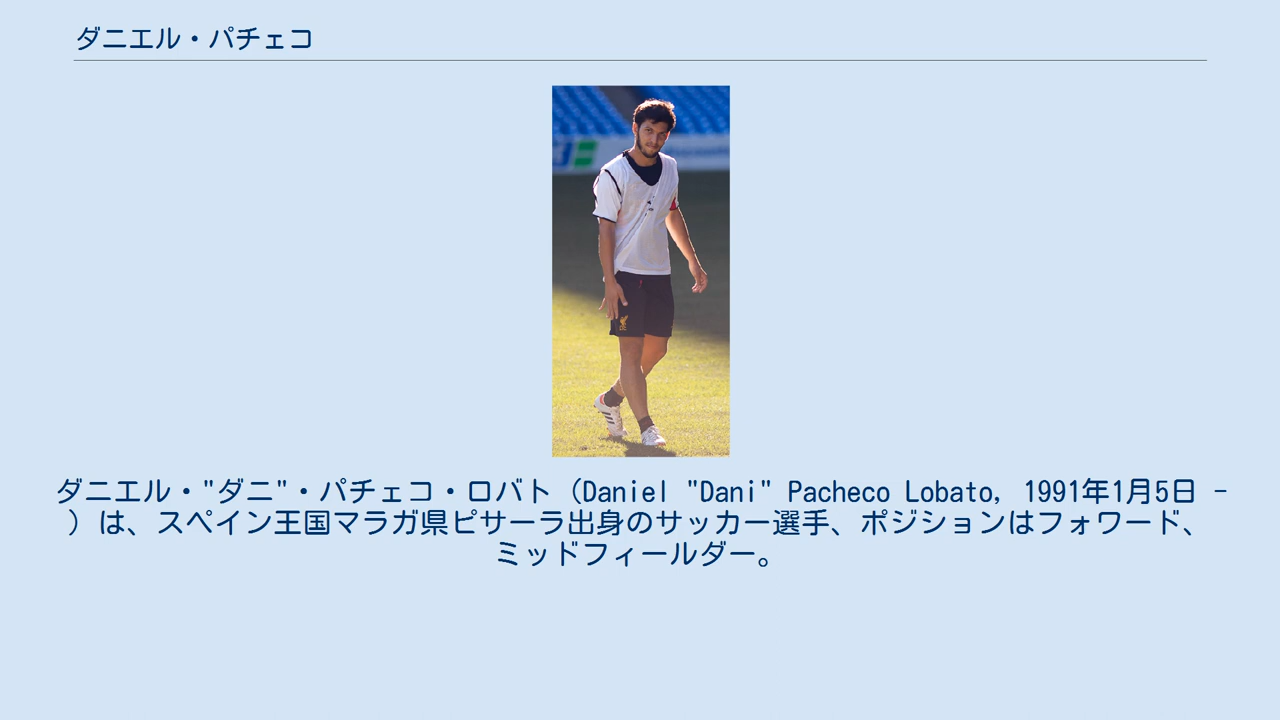 ダニエル・パチェコ
ダニエル・"ダニ"・パチェコ・ロバト（Daniel "Dani" Pacheco Lobato, 1991年1月5日 -
）は、スペイン王国マラガ県ピサーラ出身のサッカー選手、ポジションはフォワード、
ミッドフィールダー。